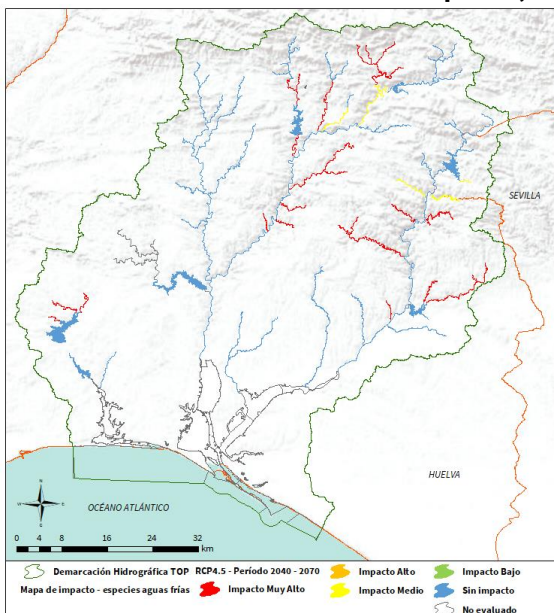 SEVILLA
HUELVA
OCÉANO ATLÁNTICO
N
W E
S
0 4 8 16 24 32
km
Demarcación Hidrográfica TOP RCP4.5 - Período 2040 - 2070 Impacto Alto Impacto Bajo
Mapa de impacto - especies aguas frías Impacto Muy Alto Impacto Medio Sin impacto
No evaluado